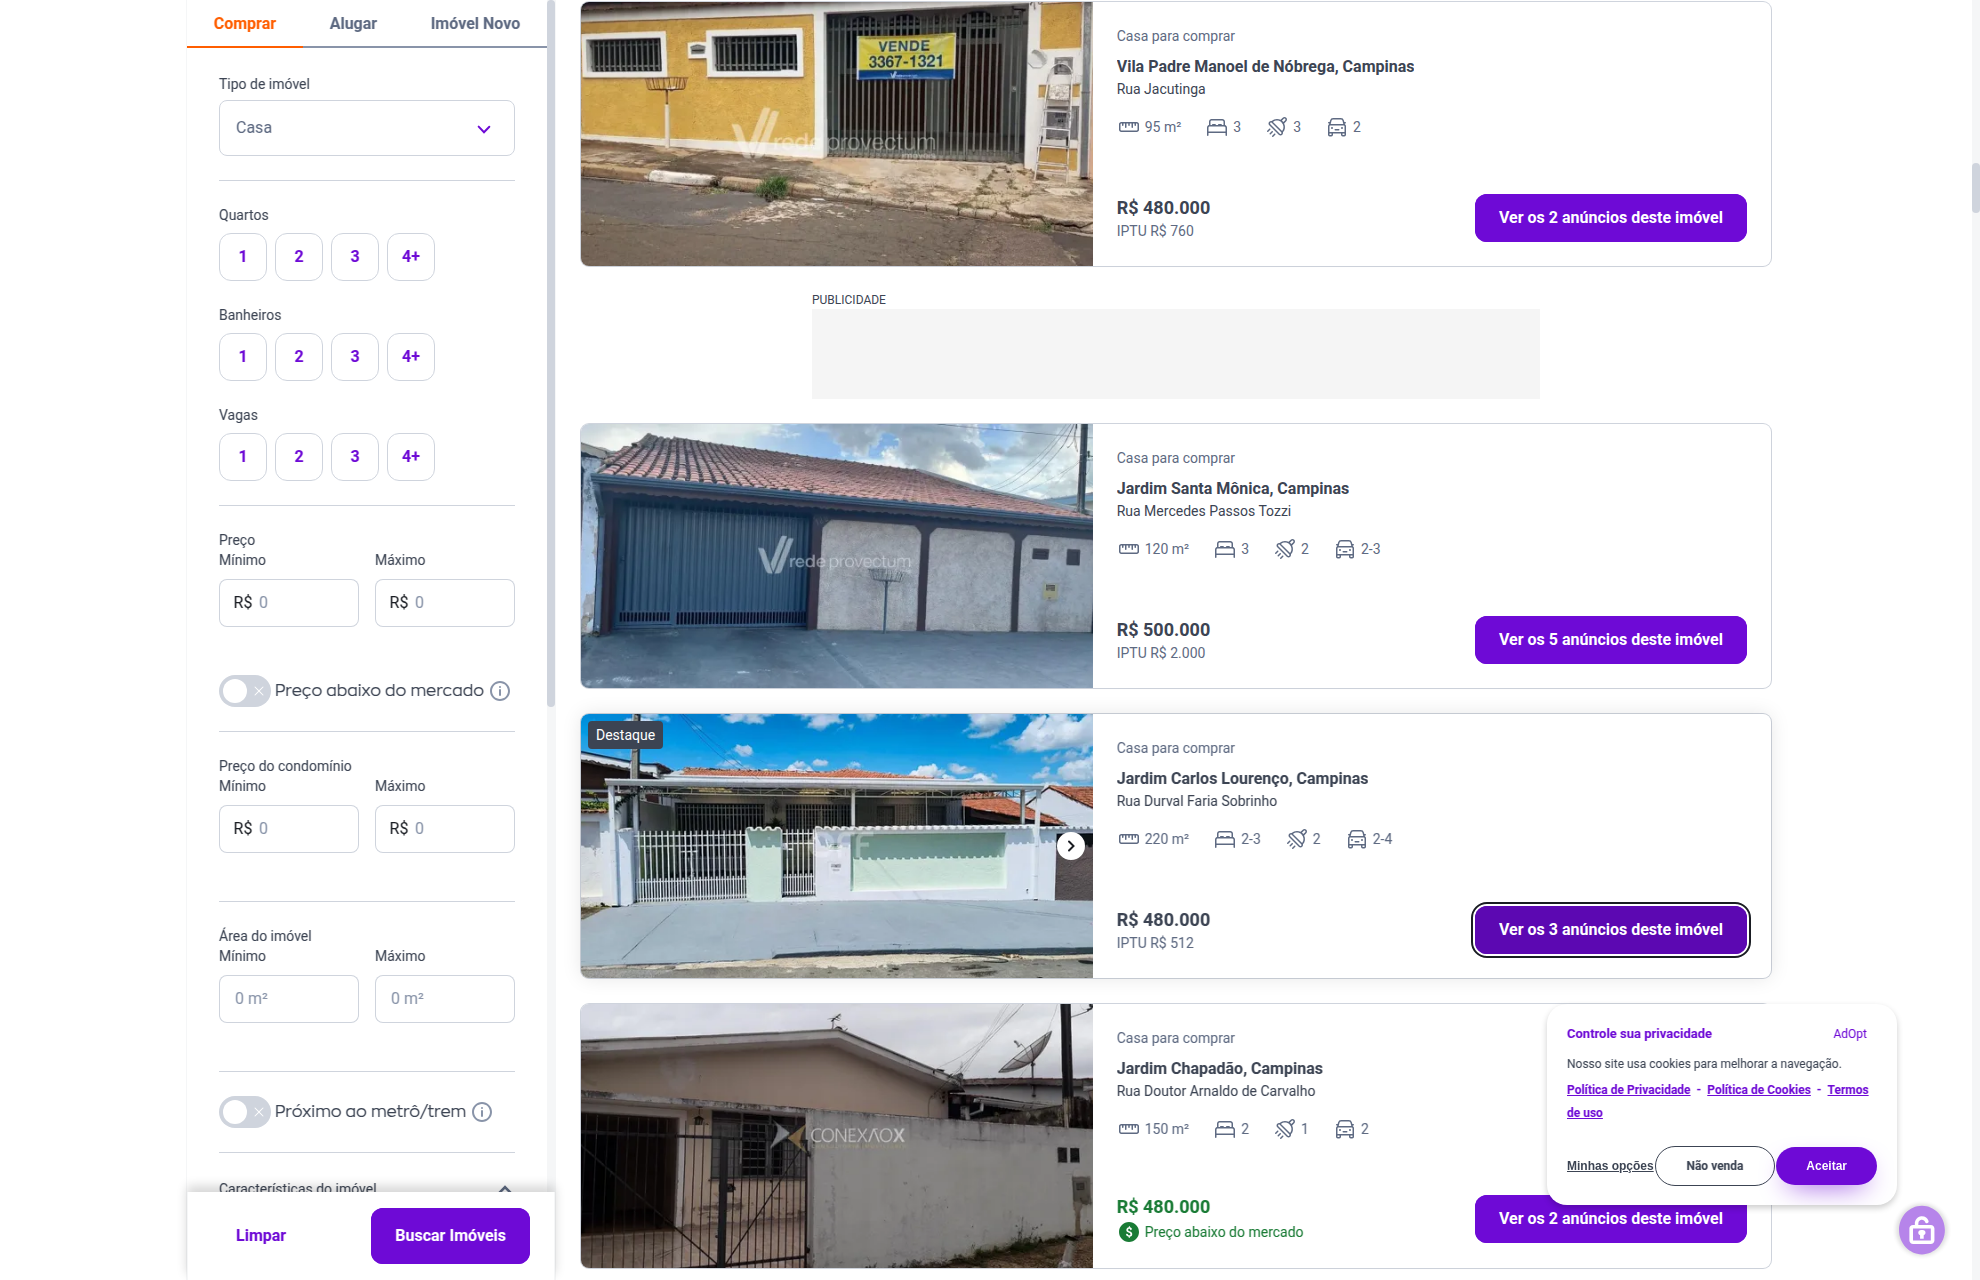 Comprar
Alugar
Imóvel Novo
Tipo de imóvel
Casa
Quartos
1
2
3
4+
Banheiros
1
2
3
4+
Vagas
1
2
3
4+
Preço
Mínimo
Máximo
R$ 0
R$ 0
Preço abaixo do mercado
Preço do condomínio
Mínimo
Máximo
R$ 0
R$ 0
Área do imóvel
Mínimo
Máximo
0 m²
0 m²
Próximo ao metrô/trem
Características do imóvel
Limpar
Buscar Imóveis
VENDE
3367-1321
rede provectum
imóveis
Casa para comprar
Vila Padre Manoel de Nóbrega, Campinas
Rua Jacutinga
95 m²
3
3
2
R$ 480.000
IPTU R$ 760
Ver os 2 anúncios deste imóvel
PUBLICIDADE
rede provectum
Casa para comprar
Jardim Santa Mônica, Campinas
Rua Mercedes Passos Tozzi
120 m²
3
2
2-3
R$ 500.000
IPTU R$ 2.000
Ver os 5 anúncios deste imóvel
Destaque
Casa para comprar
Jardim Carlos Lourenço, Campinas
Rua Durval Faria Sobrinho
220 m²
2-3
2
2-4
R$ 480.000
IPTU R$ 512
Ver os 3 anúncios deste imóvel
CONEXAOX
Casa para comprar
Jardim Chapadão, Campinas
Rua Doutor Arnaldo de Carvalho
150 m²
2
1
2
R$ 480.000
Preço abaixo do mercado
Ver os 2 anúncios deste imóvel
Controle sua privacidade
AdOpt
Nosso site usa cookies para melhorar a navegação.
Política de Privacidade - Política de Cookies - Termos
de uso
Minhas opções
Não venda
Aceitar